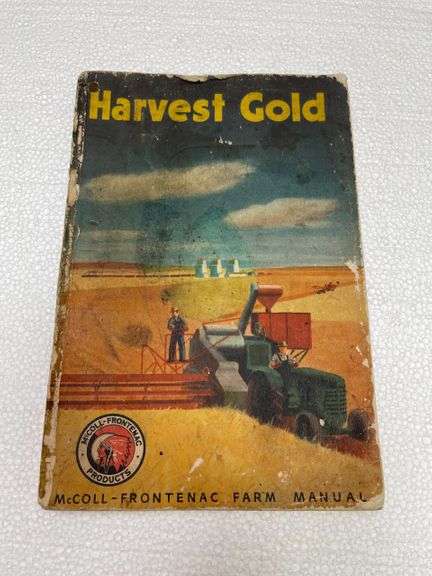 Harvest Gold
McCOLL-FRONTENAC
PRODUCTS
McCOLL-FRONTENAC FARM MANUAL